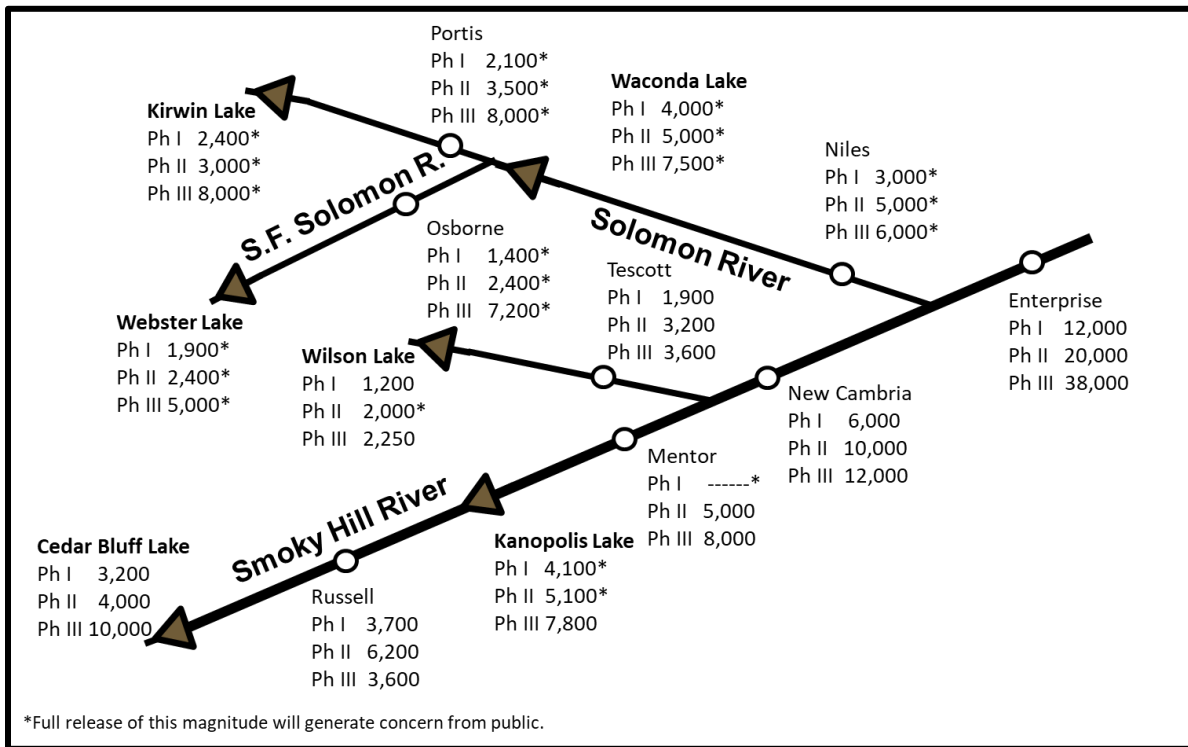 Portis
Ph I 2,100*
Ph II 3,500*
Ph III 8,000*
Kirwin Lake
Ph I 2,400*
Ph II 3,000*
Ph III 8,000*
Waconda Lake
Ph I 4,000*
Ph II 5,000*
Ph III 7,500*
Niles
Ph I 3,000*
Ph II 5,000*
Ph III 6,000*
S.F. Solomon R.
Solomon River
Osborne
Ph I 1,400*
Ph II 2,400*
Ph III 7,200*
Tescott
Ph I 1,900
Ph II 3,200
Ph III 3,600
Enterprise
Ph I 12,000
Ph II 20,000
Ph III 38,000
Webster Lake
Ph I 1,900*
Ph II 2,400*
Ph III 5,000*
Wilson Lake
Ph I 1,200
Ph II 2,000*
Ph III 2,250
New Cambria
Ph I 6,000
Ph II 10,000
Ph III 12,000
Mentor
Ph I ------*
Ph II 5,000
Ph III 8,000
Smoky Hill River
Kanopolis Lake
Ph I 4,100*
Ph II 5,100*
Ph III 7,800
Cedar Bluff Lake
Ph I 3,200
Ph II 4,000
Ph III 10,000
Russell
Ph I 3,700
Ph II 6,200
Ph III 3,600
*Full release of this magnitude will generate concern from public.